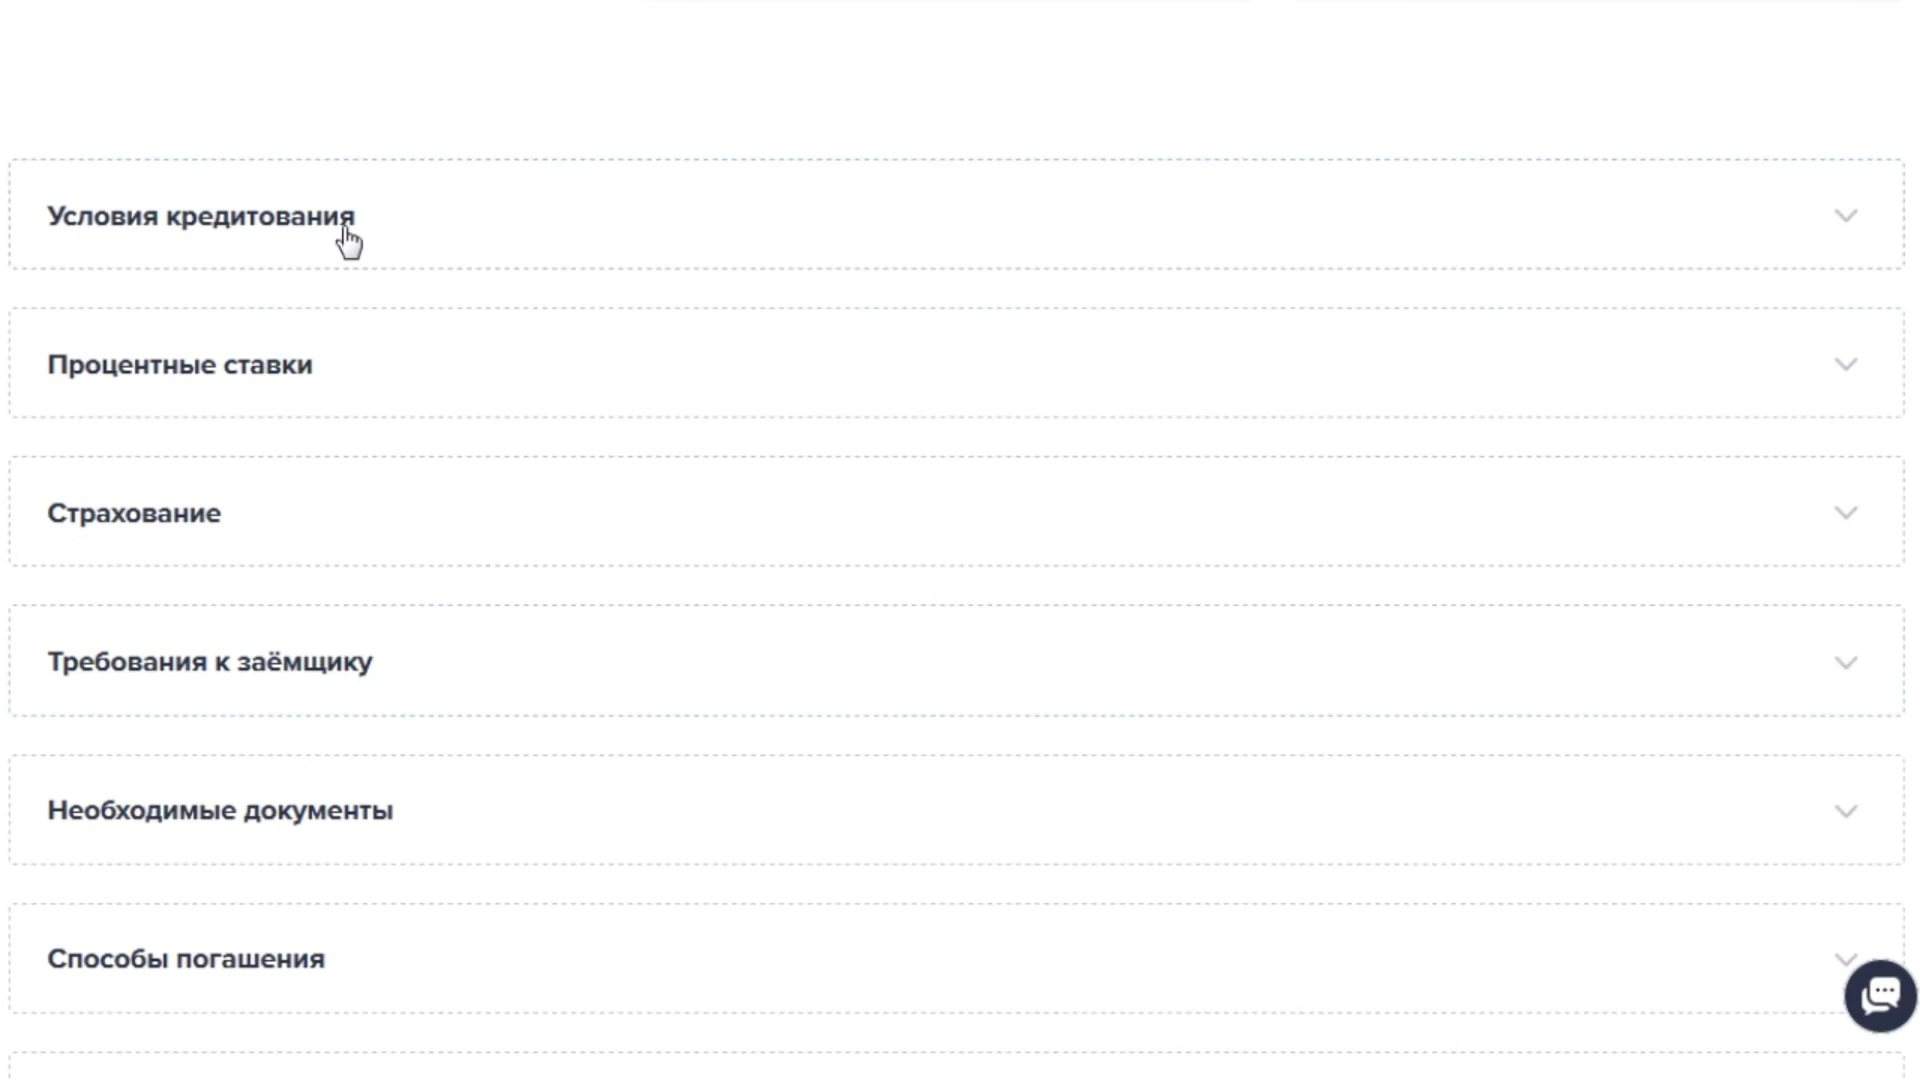 Условия кредитования
Процентные ставки
Страхование
Требования к заёмщику
Необходимые документы
Способы погашения